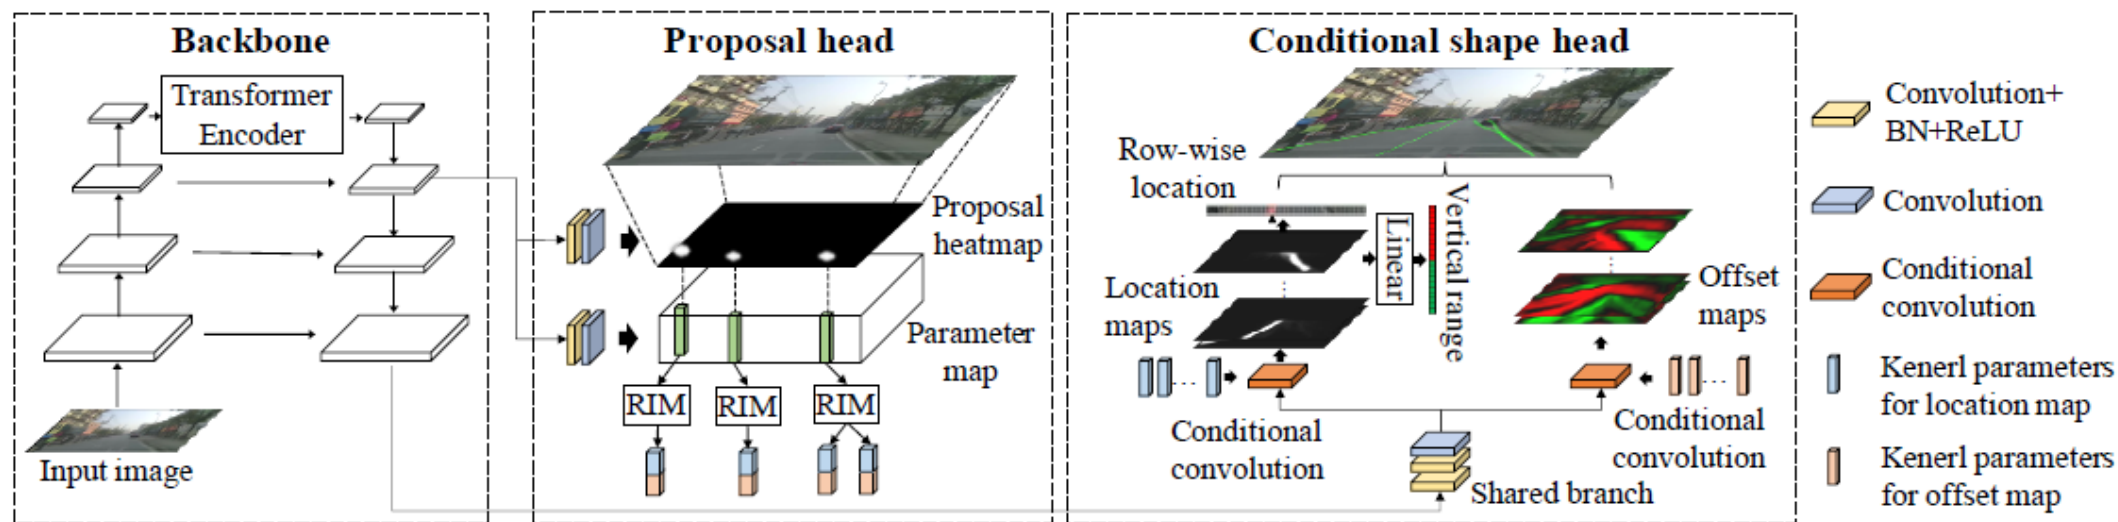 Backbone
Transformer
Encoder
Input image
Proposal head
Proposal
heatmap
Parameter
map
RIM
RIM
RIM
Conditional shape head
Row-wise
location
Linear
Vertical range
Location
maps
Offset
maps
...
...
Conditional
convolution
Conditional
convolution
Shared branch
Convolution+
BN+ReLU
Convolution
Conditional
convolution
Kenerl parameters
for location map
Kenerl parameters
for offset map